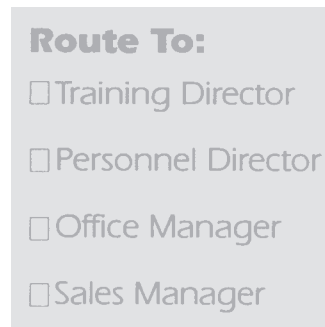 Route To:
Training Director
Personnel Director
Office Manager
Sales Manager